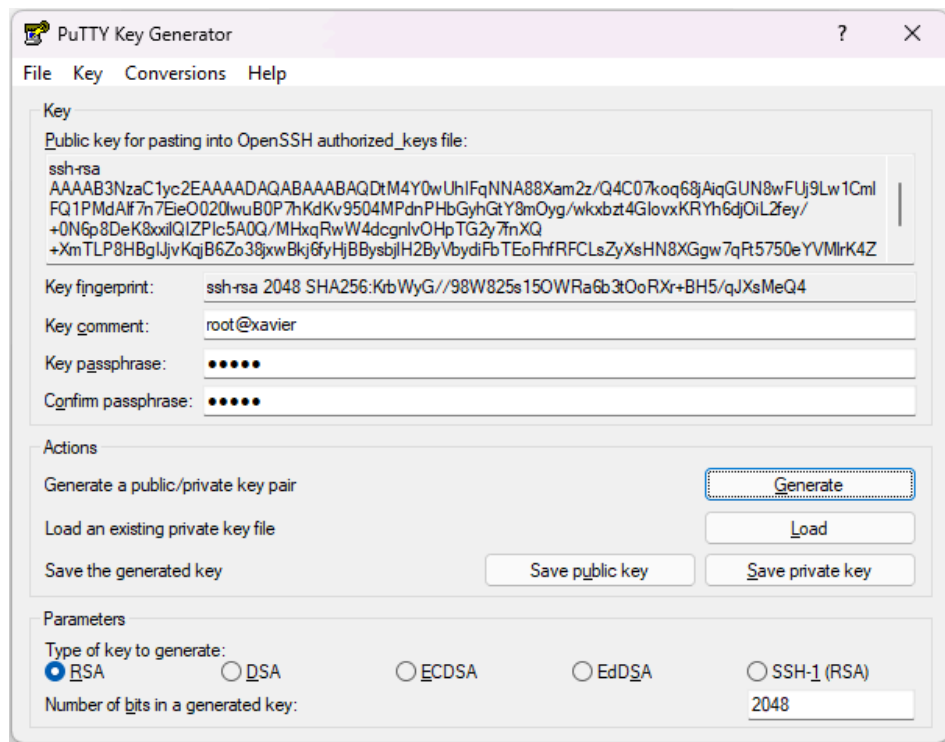 PuTTY Key Generator
File Key Conversions Help
Key
Public key for pasting into OpenSSH authorized_keys file:
ssh-rsa
AAAAB3NzaC1yc2EAAAADAQABAAABAQDtM4Y0wUhIFqNNA88Xam2z/Q4C07koq68jAiqGUN8wFUj9Lw1CmI
FQ1PMdAIf7n7EieO020lwuB0P7hKdKv9504MPdnPHbGyhGtY8mOyg/wkxbzt4GlovxKRYh6djOiL2fey/
+0N6p8DeK8xxilQIZPIc5A0Q/MHxqRwW4dcgnlvOHpTG2y7fnXQ
+XmTLP8HBgIJjvKqjB6Zo38jxwBkj6fyHjBBysbjlH2ByVbydiFbTEoFhfRFCLsZyXsHN8XGgw7qFt5750eYVMIrK4Z
Key fingerprint: ssh-rsa 2048 SHA256:KrbWyG//98W825s15OWRa6b3tOoRXr+BH5/qJXsMeQ4
Key comment: root@xavier
Key passphrase: ●●●●●
Confirm passphrase: ●●●●●
Actions
Generate a public/private key pair Generate
Load an existing private key file Load
Save the generated key Save public key Save private key
Parameters
Type of key to generate:
RSA DSA ECDSA EdDSA SSH-1 (RSA)
Number of bits in a generated key: 2048